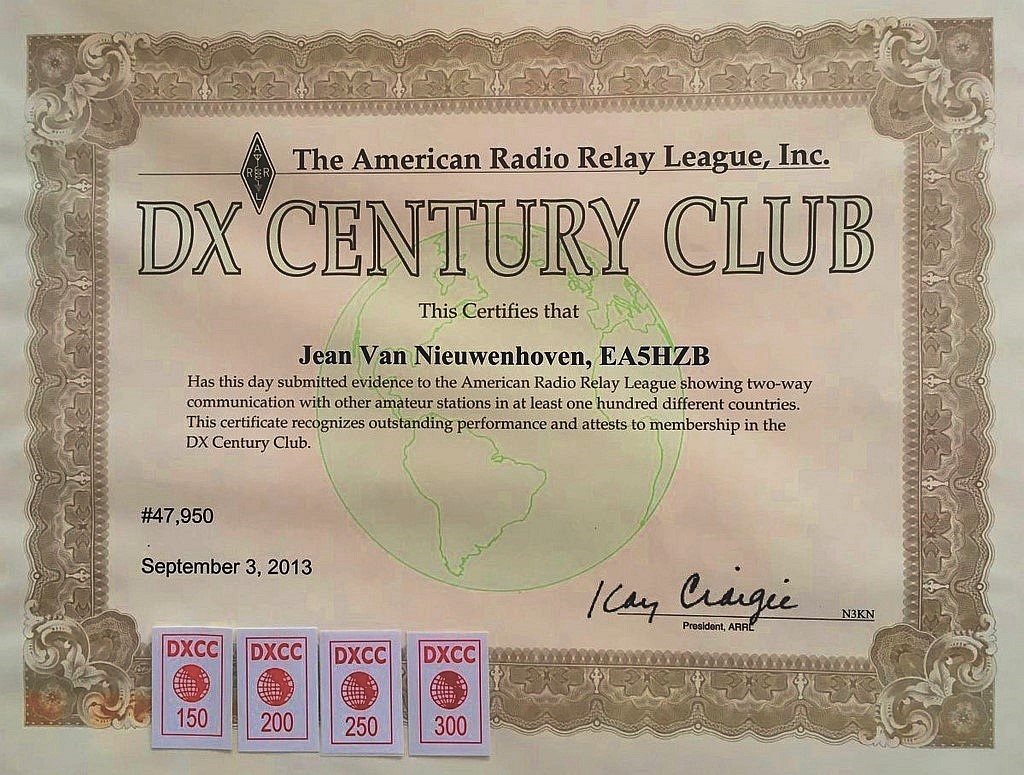 The American Radio Relay League, Inc.
A
R R
L
DX CENTURY CLUB
This Certifies that
Jean Van Nieuwenhoven, EA5HZB
Has this day submitted evidence to the American Radio Relay League showing two-way
communication with other amateur stations in at least one hundred different countries.
This certificate recognizes outstanding performance and attests to membership in the
DX Century Club.
#47,950
September 3, 2013
Kay Craigie
N3KN
President, ARRL
DXCC
150
DXCC
200
DXCC
250
DXCC
300